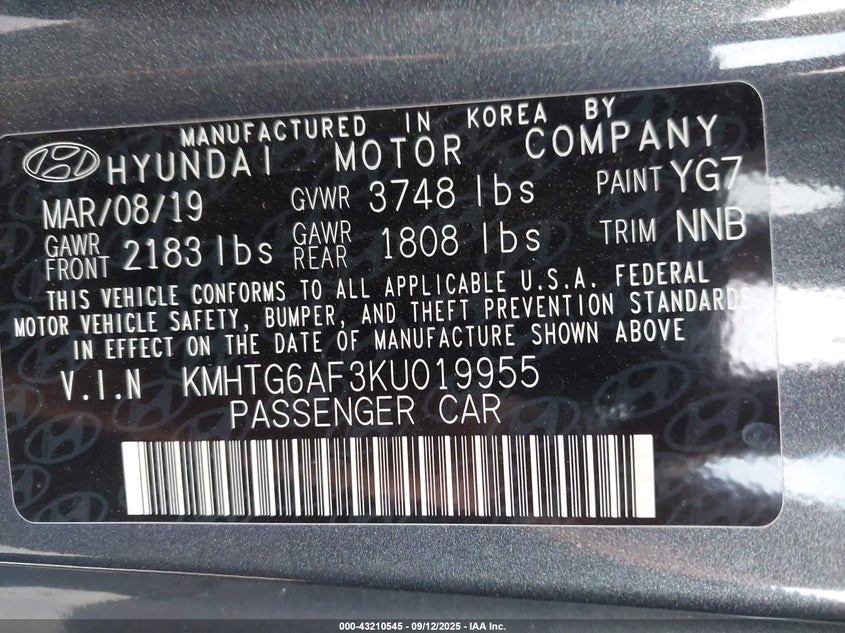 MANUFACTURED IN KOREA BY
HYUNDAI MOTOR COMPANY
MAR/08/19 GVWR 3748 lbs PAINT YG7
GAWR FRONT 2183 lbs GAWR REAR 1808 lbs TRIM NNB
THIS VEHICLE CONFORMS TO ALL APPLICABLE U.S.A. FEDERAL
MOTOR VEHICLE SAFETY, BUMPER, AND THEFT PREVENTION STANDARDS
IN EFFECT ON THE DATE OF MANUFACTURE SHOWN ABOVE
V.I.N KMHTG6AF3KU019955
PASSENGER CAR
000-43210545 - 09/12/2025 - IAA Inc.